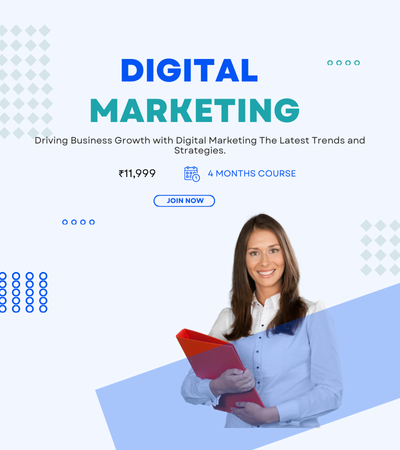 DIGITAL
MARKETING
Driving Business Growth with Digital Marketing The Latest Trends and
Strategies.
₹11,999
4 MONTHS COURSE
JOIN NOW